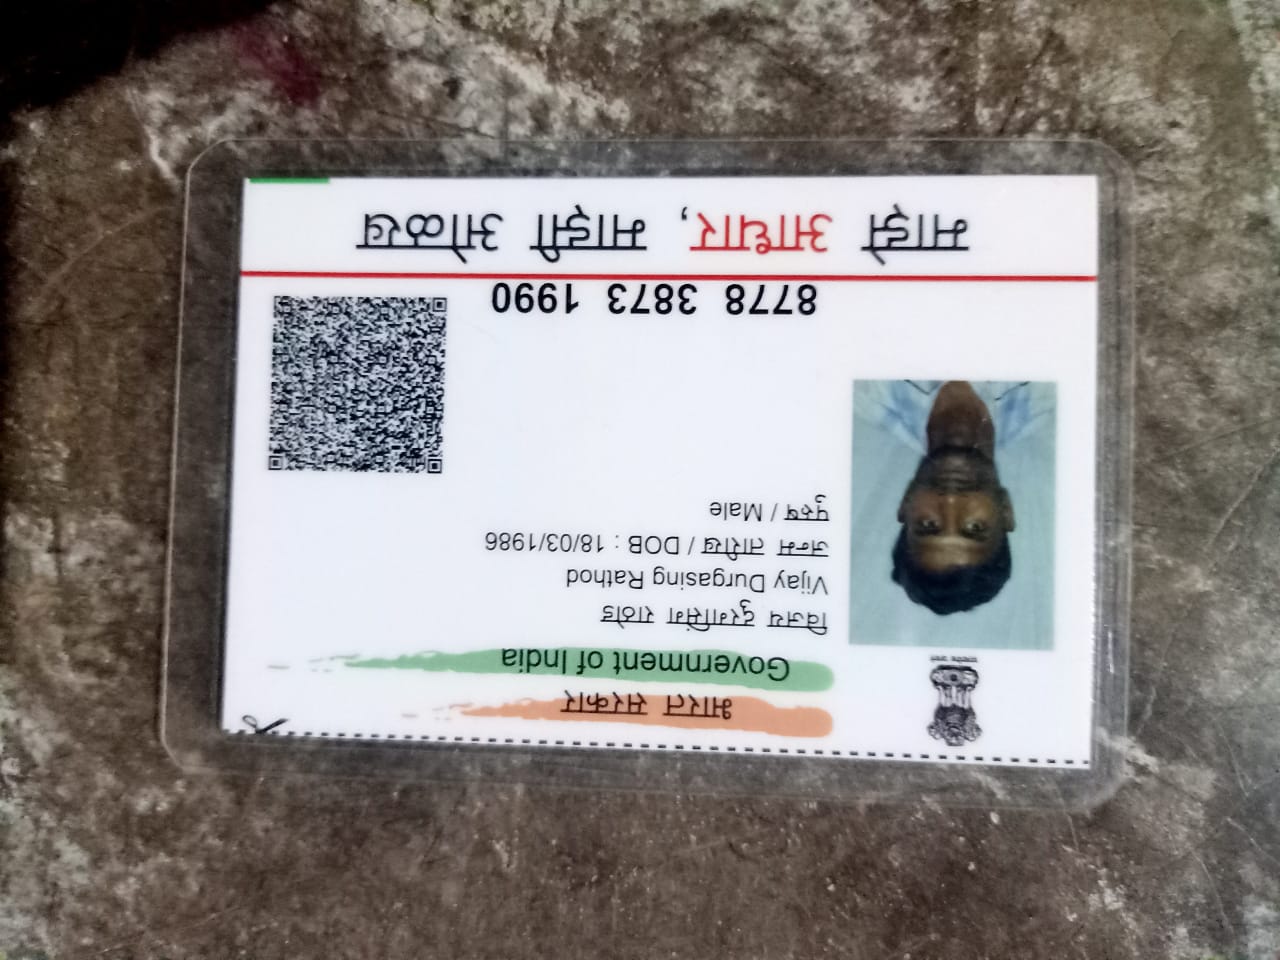 भारत सरकार
Government of India
विजय दुरगासिंग राठोड
Vijay Durgasing Rathod
जन्म तारीख / DOB : 18/03/1986
पुरुष / Male
8778 3873 1990
माझे आधार, माझी ओळख